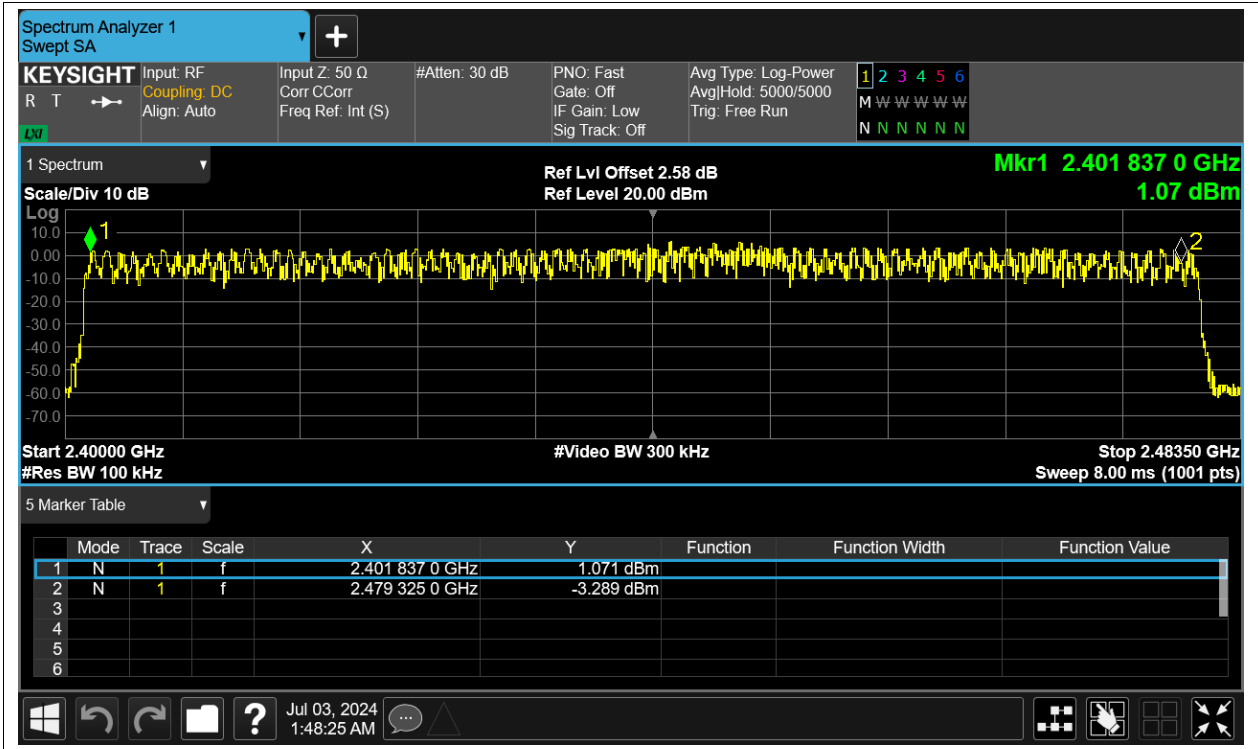 Spectrum Analyzer 1
Swept SA
KEYSIGHT
R T
LXI
Input: RF
Coupling: DC
Align: Auto
Input Z: 50 Ω
Corr CCorr
Freq Ref: Int (S)
#Atten: 30 dB
PNO: Fast
Gate: Off
IF Gain: Low
Sig Track: Off
Avg Type: Log-Power
Avg|Hold: 5000/5000
Trig: Free Run
1 2 3 4 5 6
M W W W W W
N N N N N N
1 Spectrum
Scale/Div 10 dB
Ref Lvl Offset 2.58 dB
Ref Level 20.00 dBm
Mkr1 2.401 837 0 GHz
1.07 dBm
Log
10.0
0.00
-10.0
-20.0
-30.0
-40.0
-50.0
-60.0
-70.0
1
2
Start 2.40000 GHz
#Res BW 100 kHz
#Video BW 300 kHz
Stop 2.48350 GHz
Sweep 8.00 ms (1001 pts)
5 Marker Table
Mode Trace Scale X Y Function Function Width Function Value
1 N 1 f 2.401 837 0 GHz 1.071 dBm
2 N 1 f 2.479 325 0 GHz -3.289 dBm
3
4
5
6
?
Jul 03, 2024
1:48:25 AM